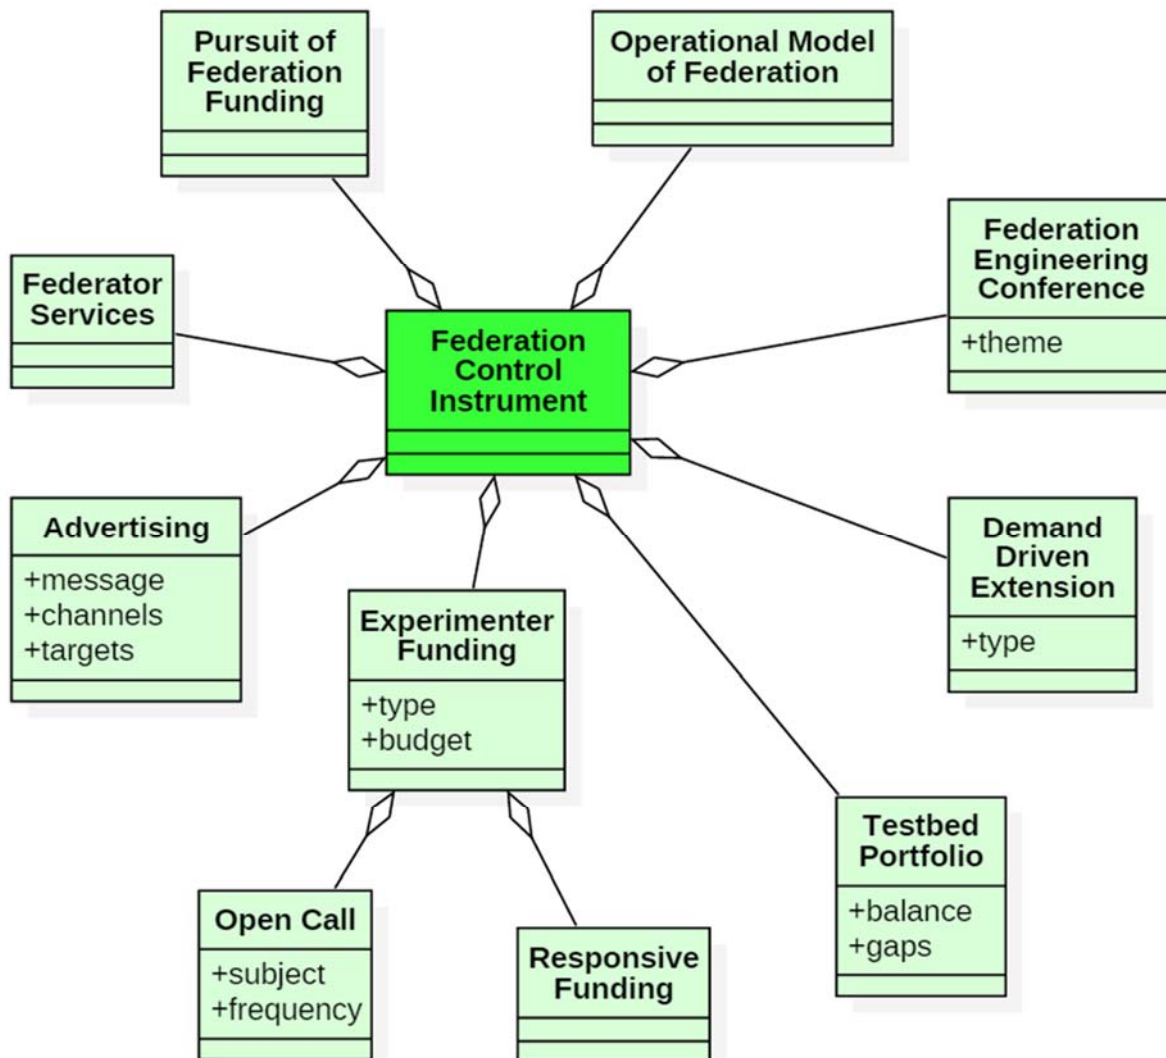 Pursuit of
Federation
Funding
Operational Model
of Federation
Federation
Engineering
Conference
+theme
Federator
Services
Federation
Control
Instrument
Advertising
+message
+channels
+targets
Experimenter
Funding
+type
+budget
Demand
Driven
Extension
+type
Testbed
Portfolio
+balance
+gaps
Open Call
+subject
+frequency
Responsive
Funding